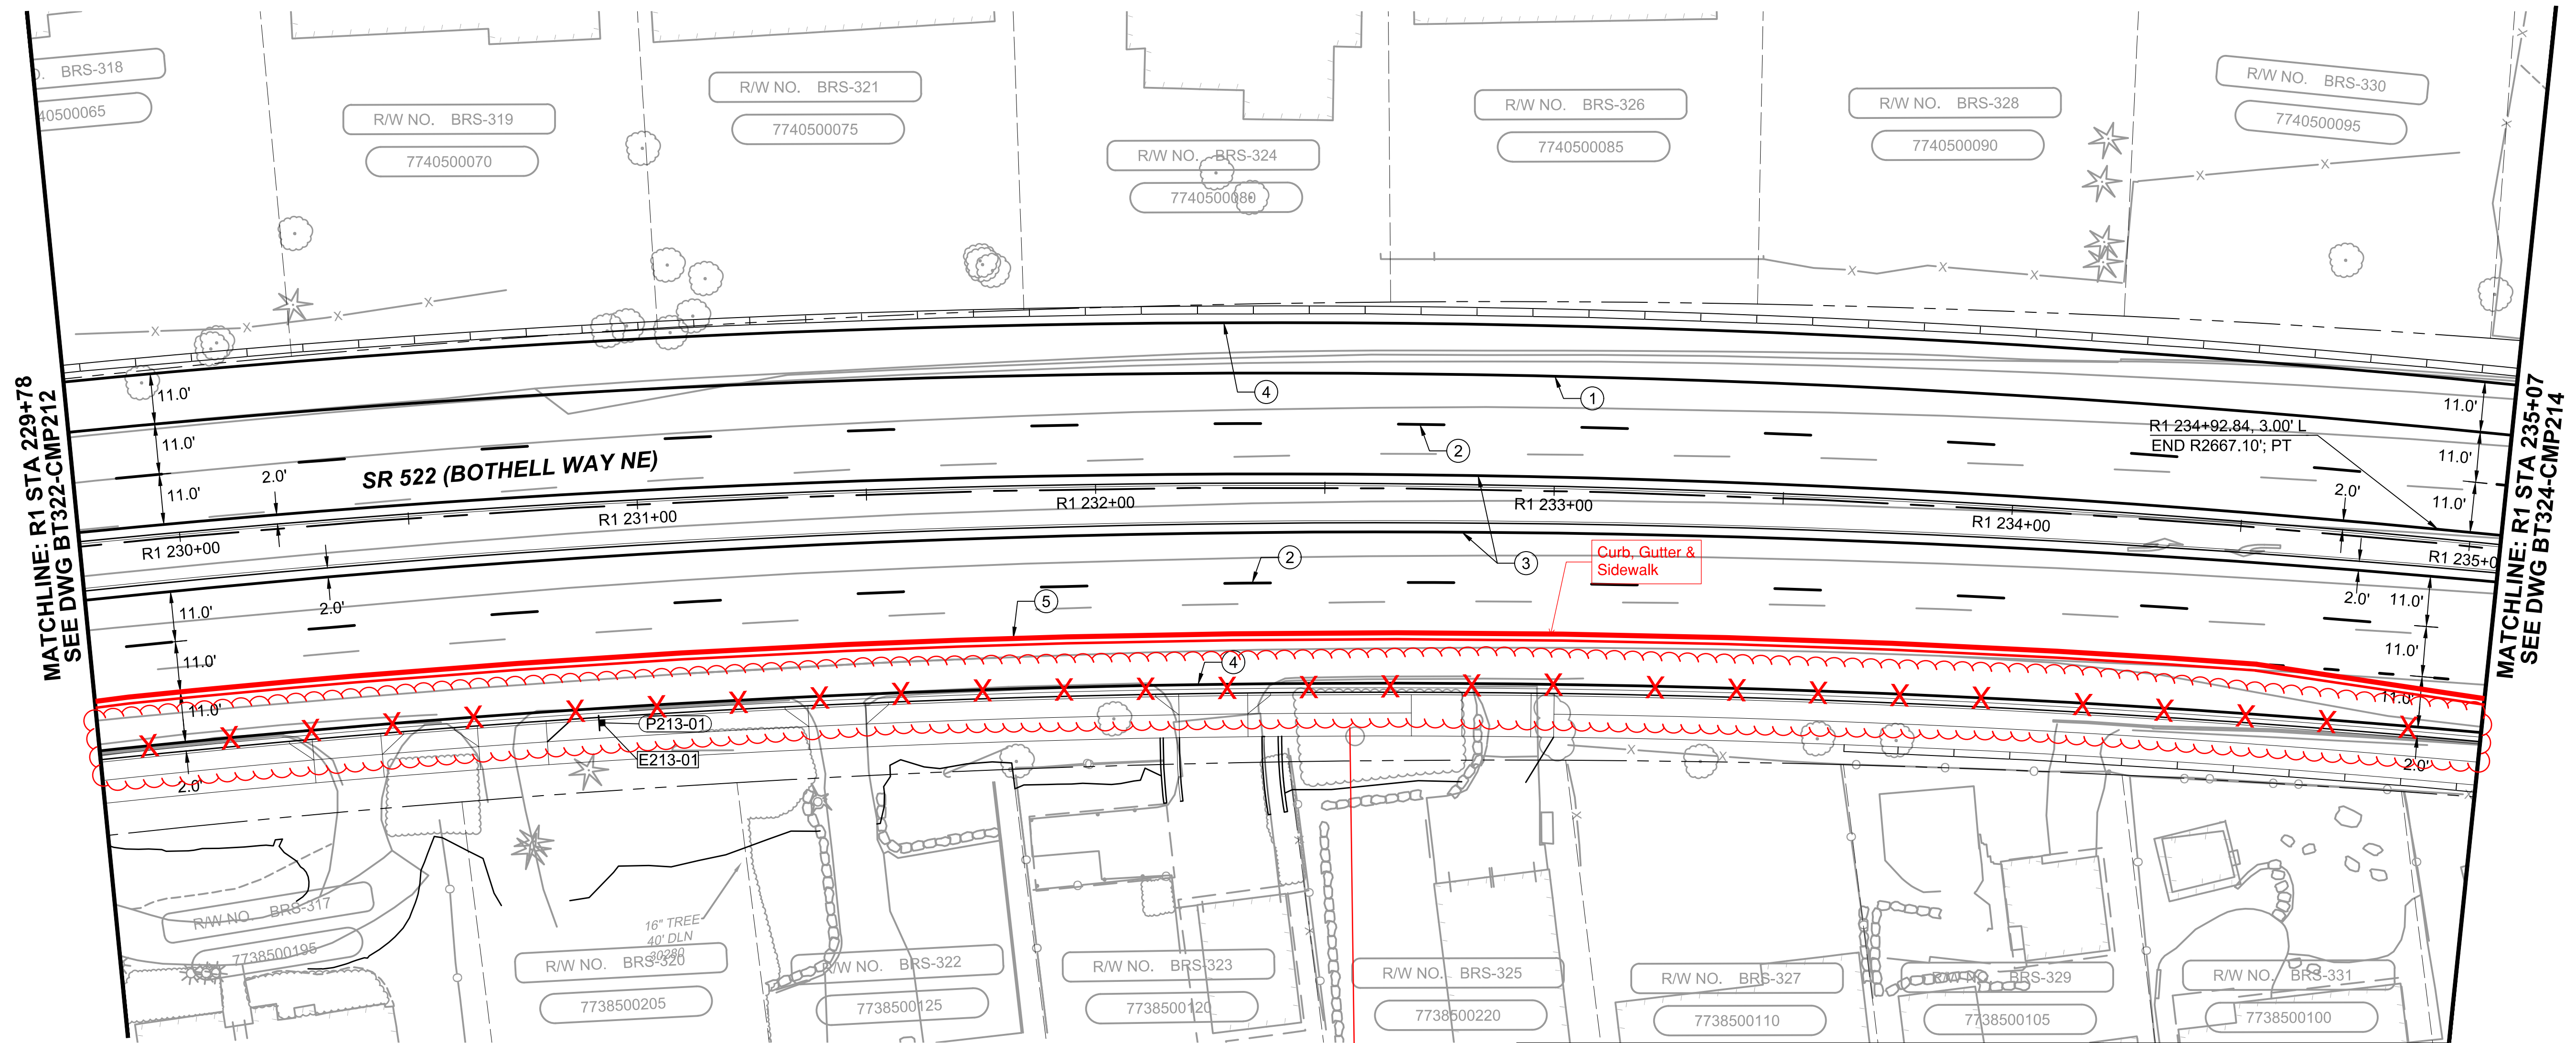 O. BRS-318
40500065
R/W NO. BRS-319
7740500070
R/W NO. BRS-321
7740500075
R/W NO. BRS-324
7740500080
R/W NO. BRS-326
7740500085
R/W NO. BRS-328
7740500090
R/W NO. BRS-330
7740500095
MATCHLINE: R1 STA 229+78
SEE DWG BT322-CMP212
MATCHLINE: R1 STA 235+07
SEE DWG BT324-CMP214
11.0'
4
1
11.0'
11.0'
2
R1 234+92.84, 3.00' L
END R2667.10'; PT
11.0'
SR 522 (BOTHELL WAY NE)
2.0'
11.0'
2.0'
11.0'
R1 230+00
R1 231+00
R1 232+00
R1 233+00
R1 234+00
R1 235+0
Curb, Gutter &
Sidewalk
2
3
11.0'
2.0'
5
2.0'
11.0'
11.0'
4
11.0'
11.0'
11.0'
P213-01
E213-01
2.0'
2.0'
X X X X X X X X X X X X X X X X X X X X X X X X X X X X
16" TREE
40' DLN
30280
R/W NO. BRS-317
7738500195
R/W NO. BRS-320
7738500205
R/W NO. BRS-322
7738500125
R/W NO. BRS-323
7738500120
R/W NO. BRS-325
7738500220
R/W NO. BRS-327
7738500110
R/W NO. BRS-329
7738500105
R/W NO. BRS-331
7738500100